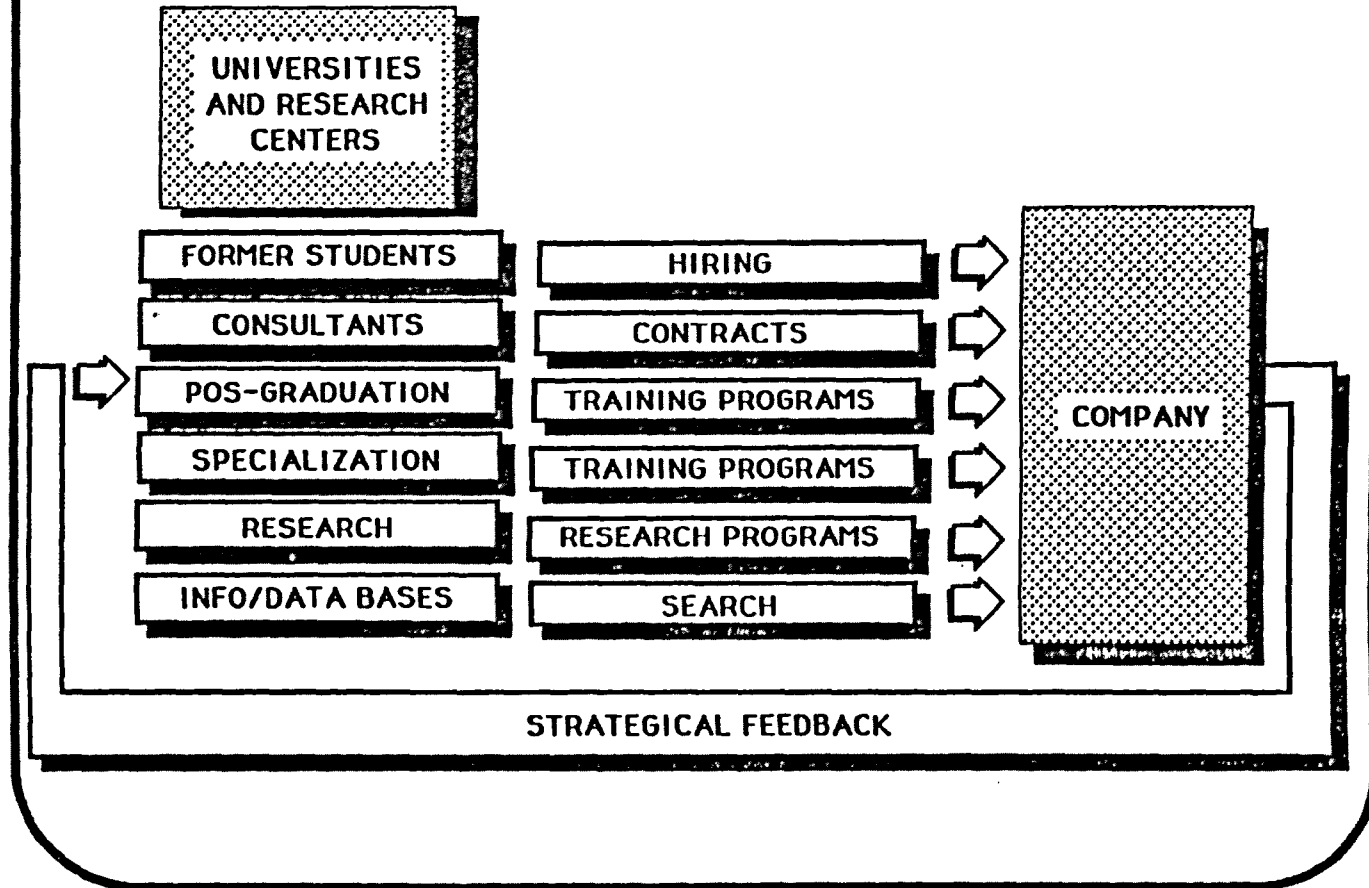 UNIVERSITIES
AND RESEARCH
CENTERS
FORMER STUDENTS
HIRING
CONSULTANTS
CONTRACTS
POS-GRADUATION
TRAINING PROGRAMS
COMPANY
SPECIALIZATION
TRAINING PROGRAMS
RESEARCH
RESEARCH PROGRAMS
INFO/DATA BASES
SEARCH
STRATEGICAL FEEDBACK